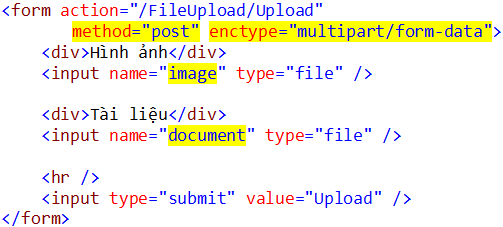 <form action="/FileUpload/Upload"
method="post" enctype="multipart/form-data">
<div>Hình ảnh</div>
<input name="image" type="file" />
<div>Tài liệu</div>
<input name="document" type="file" />
<hr />
<input type="submit" value="Upload" />
</form>